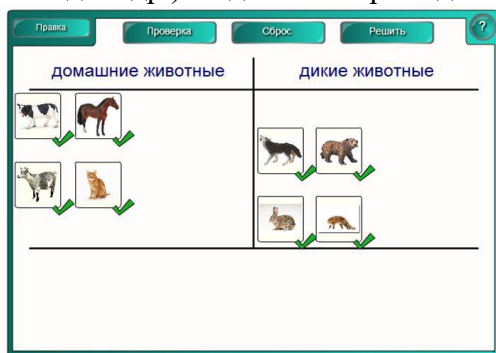 Правка
Проверка
Сброс
Решить
?
домашние животные
дикие животные